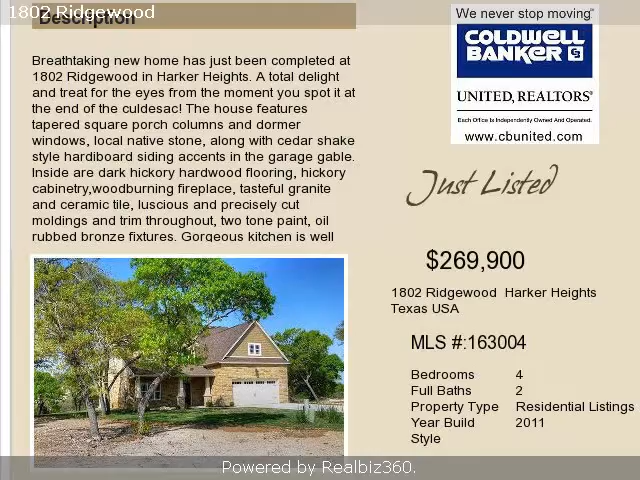 1802 Ridgewood
Description
Breathtaking new home has just been completed at
1802 Ridgewood in Harker Heights. A total delight
and treat for the eyes from the moment you spot it at
the end of the culdesac! The house features
tapered square porch columns and dormer
windows, local native stone, along with cedar shake
style hardiboard siding accents in the garage gable.
Inside are dark hickory hardwood flooring, hickory
cabinetry,woodburning fireplace, tasteful granite
and ceramic tile, luscious and precisely cut
moldings and trim throughout, two tone paint, oil
rubbed bronze fixtures. Gorgeous kitchen is well
We never stop moving®
COLDWELL
BANKER CB
UNITED, REALTORS®
Each Office Is Independently Owned And Operated.
www.cbunited.com
Just Listed
$269,900
1802 Ridgewood Harker Heights
Texas USA
MLS #:163004
Bedrooms 4
Full Baths 2
Property Type Residential Listings
Year Build 2011
Style
Powered by Realbiz360.